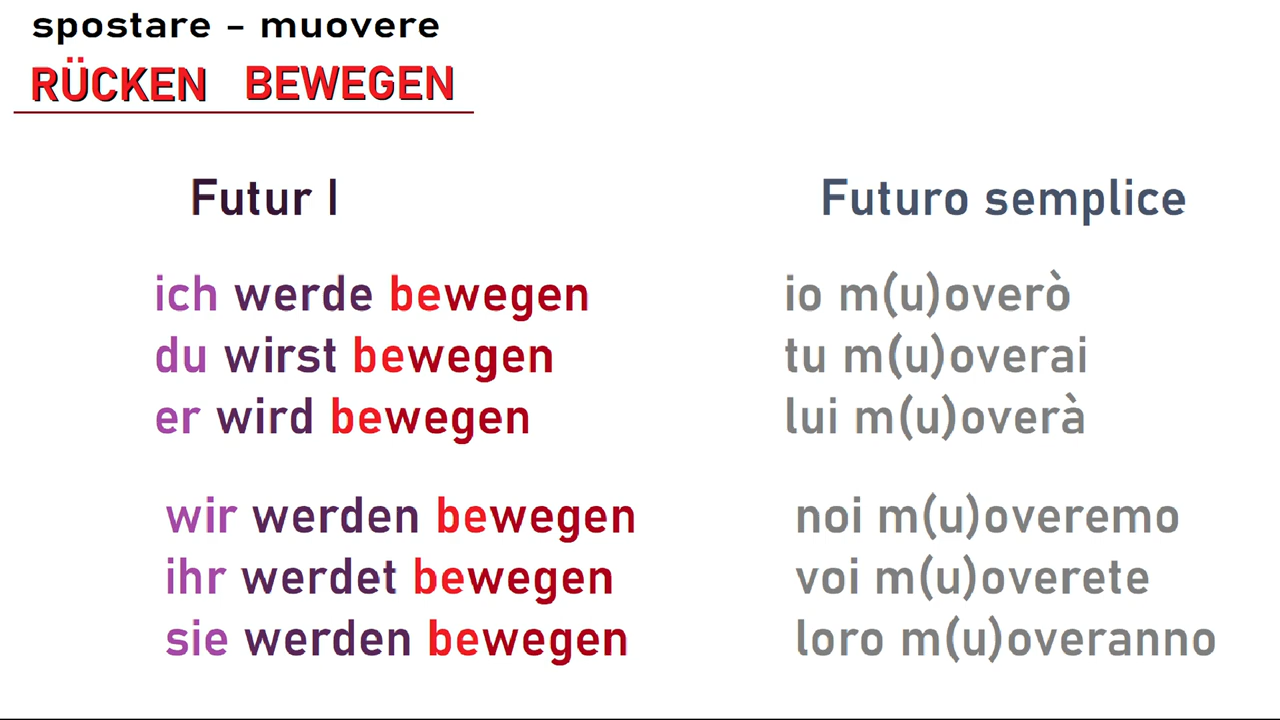 spostare – muovere
RÜCKEN BEWEGEN
Futur I
ich werde bewegen
du wirst bewegen
er wird bewegen
wir werden bewegen
ihr werdet bewegen
sie werden bewegen
Futuro semplice
io m(u)overò
tu m(u)overai
lui m(u)overà
noi m(u)overemo
voi m(u)overete
loro m(u)overanno